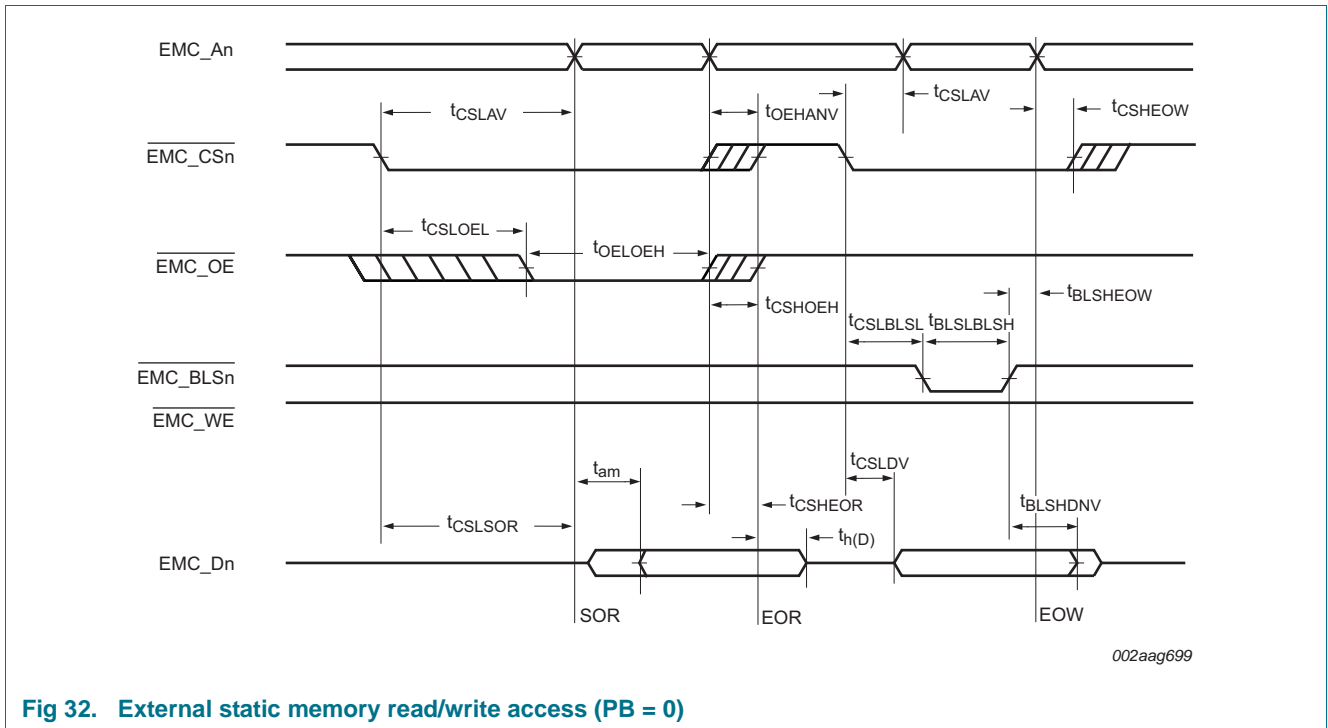 EMC_An
tCSLAV
tOEHANV
tCSLAV
tCSHEOW
EMC_CSn
tCSLOEL
tOELOEH
EMC_OE
tCSHOEH
tBLSHEOW
tCSLBLSL
tBLSLBLSH
EMC_BLSn
EMC_WE
tam
tCSLDV
tCSLSOR
tCSHEOR
tBLSHDNV
th(D)
EMC_Dn
SOR
EOR
EOW
002aag699
Fig 32. External static memory read/write access (PB = 0)